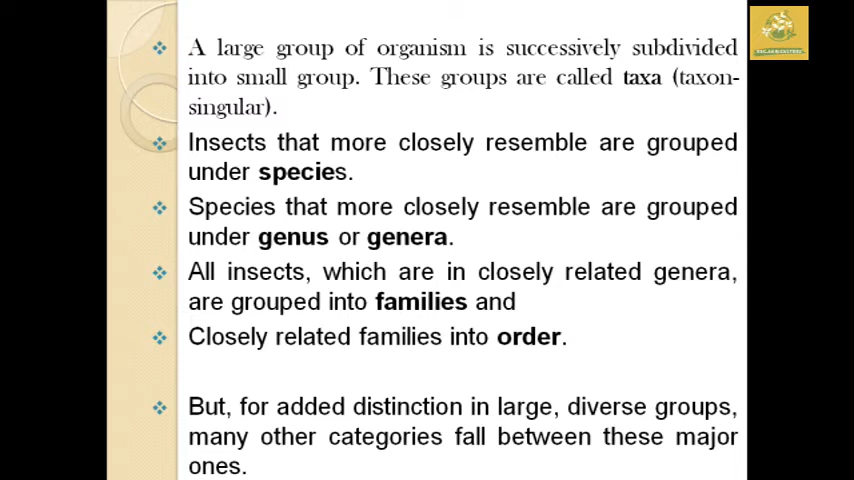 A large group of organism is successively subdivided
into small group. These groups are called taxa (taxon-
singular).
Insects that more closely resemble are grouped
under species.
Species that more closely resemble are grouped
under genus or genera.
All insects, which are in closely related genera,
are grouped into families and
Closely related families into order.
But, for added distinction in large, diverse groups,
many other categories fall between these major
ones.